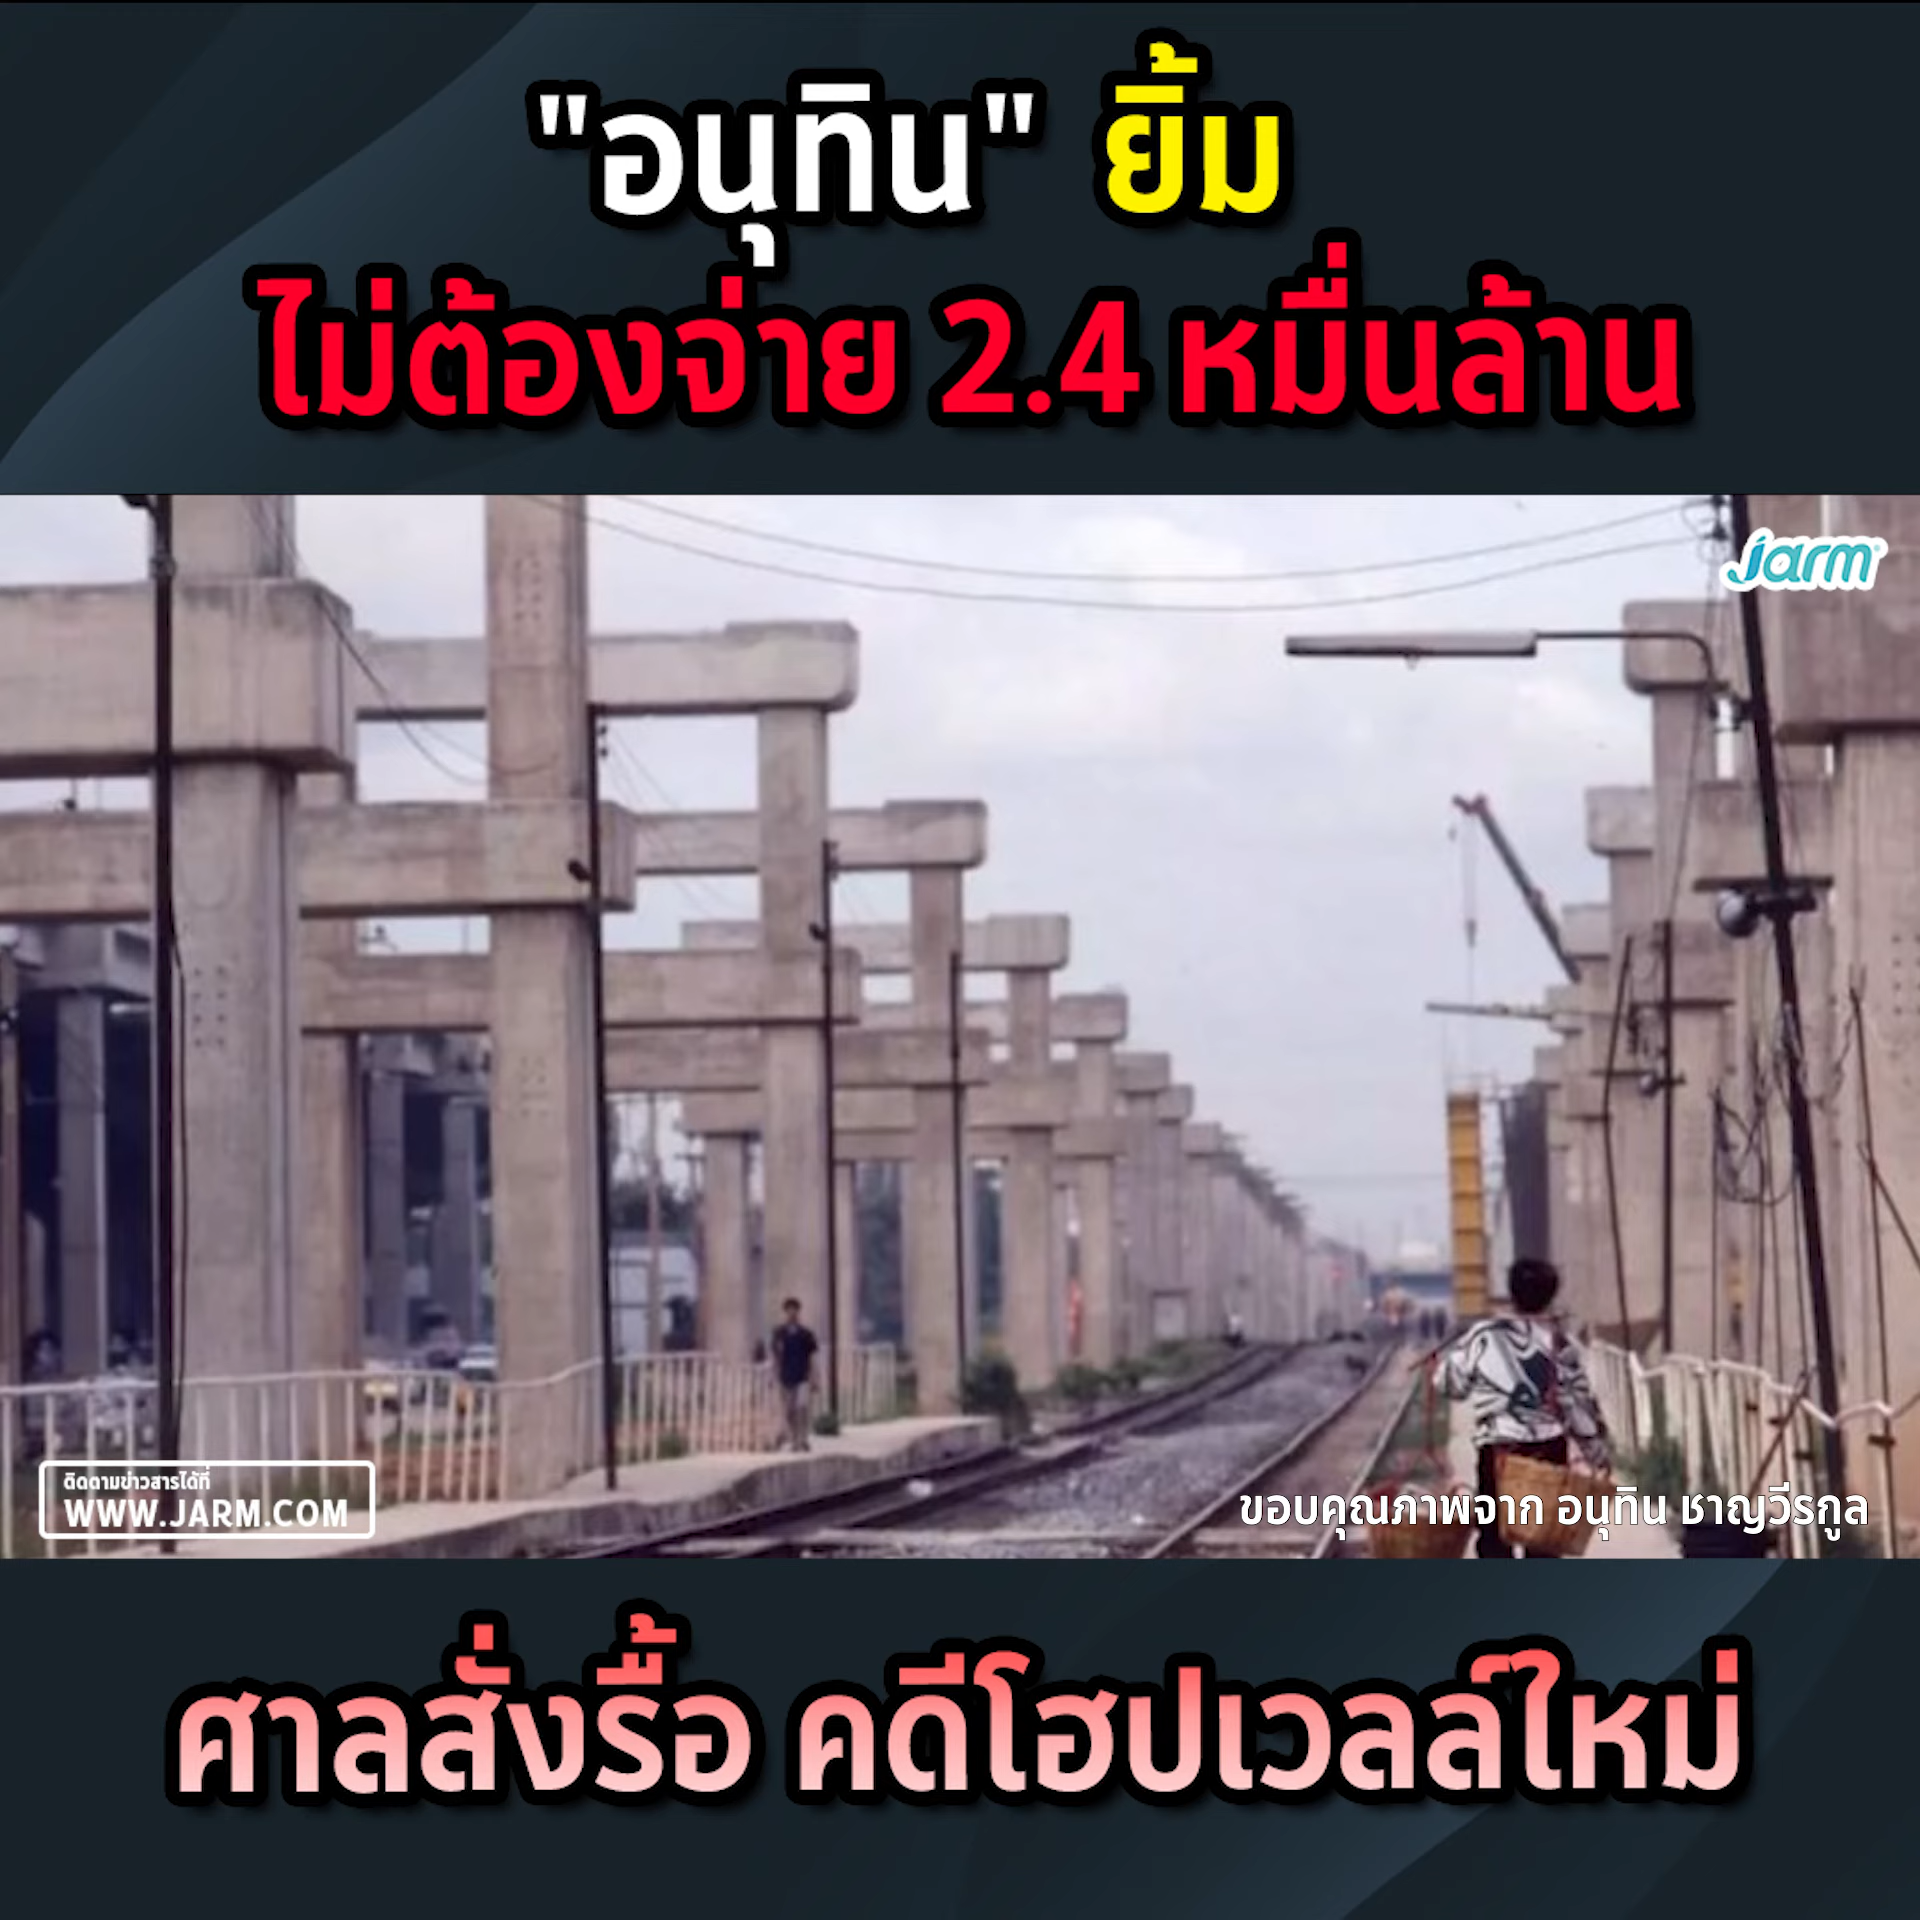 "อนุทิน" ยิ้ม
ไม่ต้องจ่าย 2.4 หมื่นล้าน
jarm
ติดตามข่าวสารได้ที่
WWW.JARM.COM
ขอบคุณภาพจาก อนุทิน ชาญวีรกูล
ศาลสั่งรื้อ คดีโฮปเวลล์ใหม่